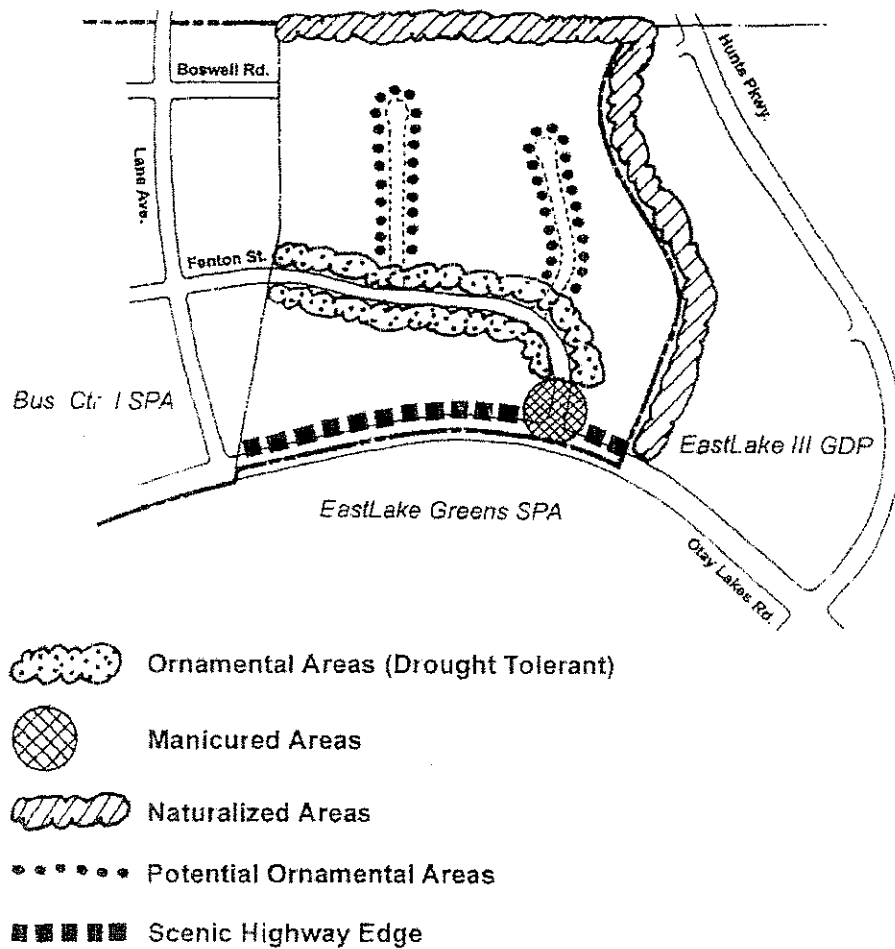 Boswell Rd.
Hunts Pkwy.
Lane Ave.
Fenton St.
Bus Ctr I SPA
EastLake III GDP
EastLake Greens SPA
Otay Lakes Rd.
Ornamental Areas (Drought Tolerant)
Manicured Areas
Naturalized Areas
Potential Ornamental Areas
Scenic Highway Edge